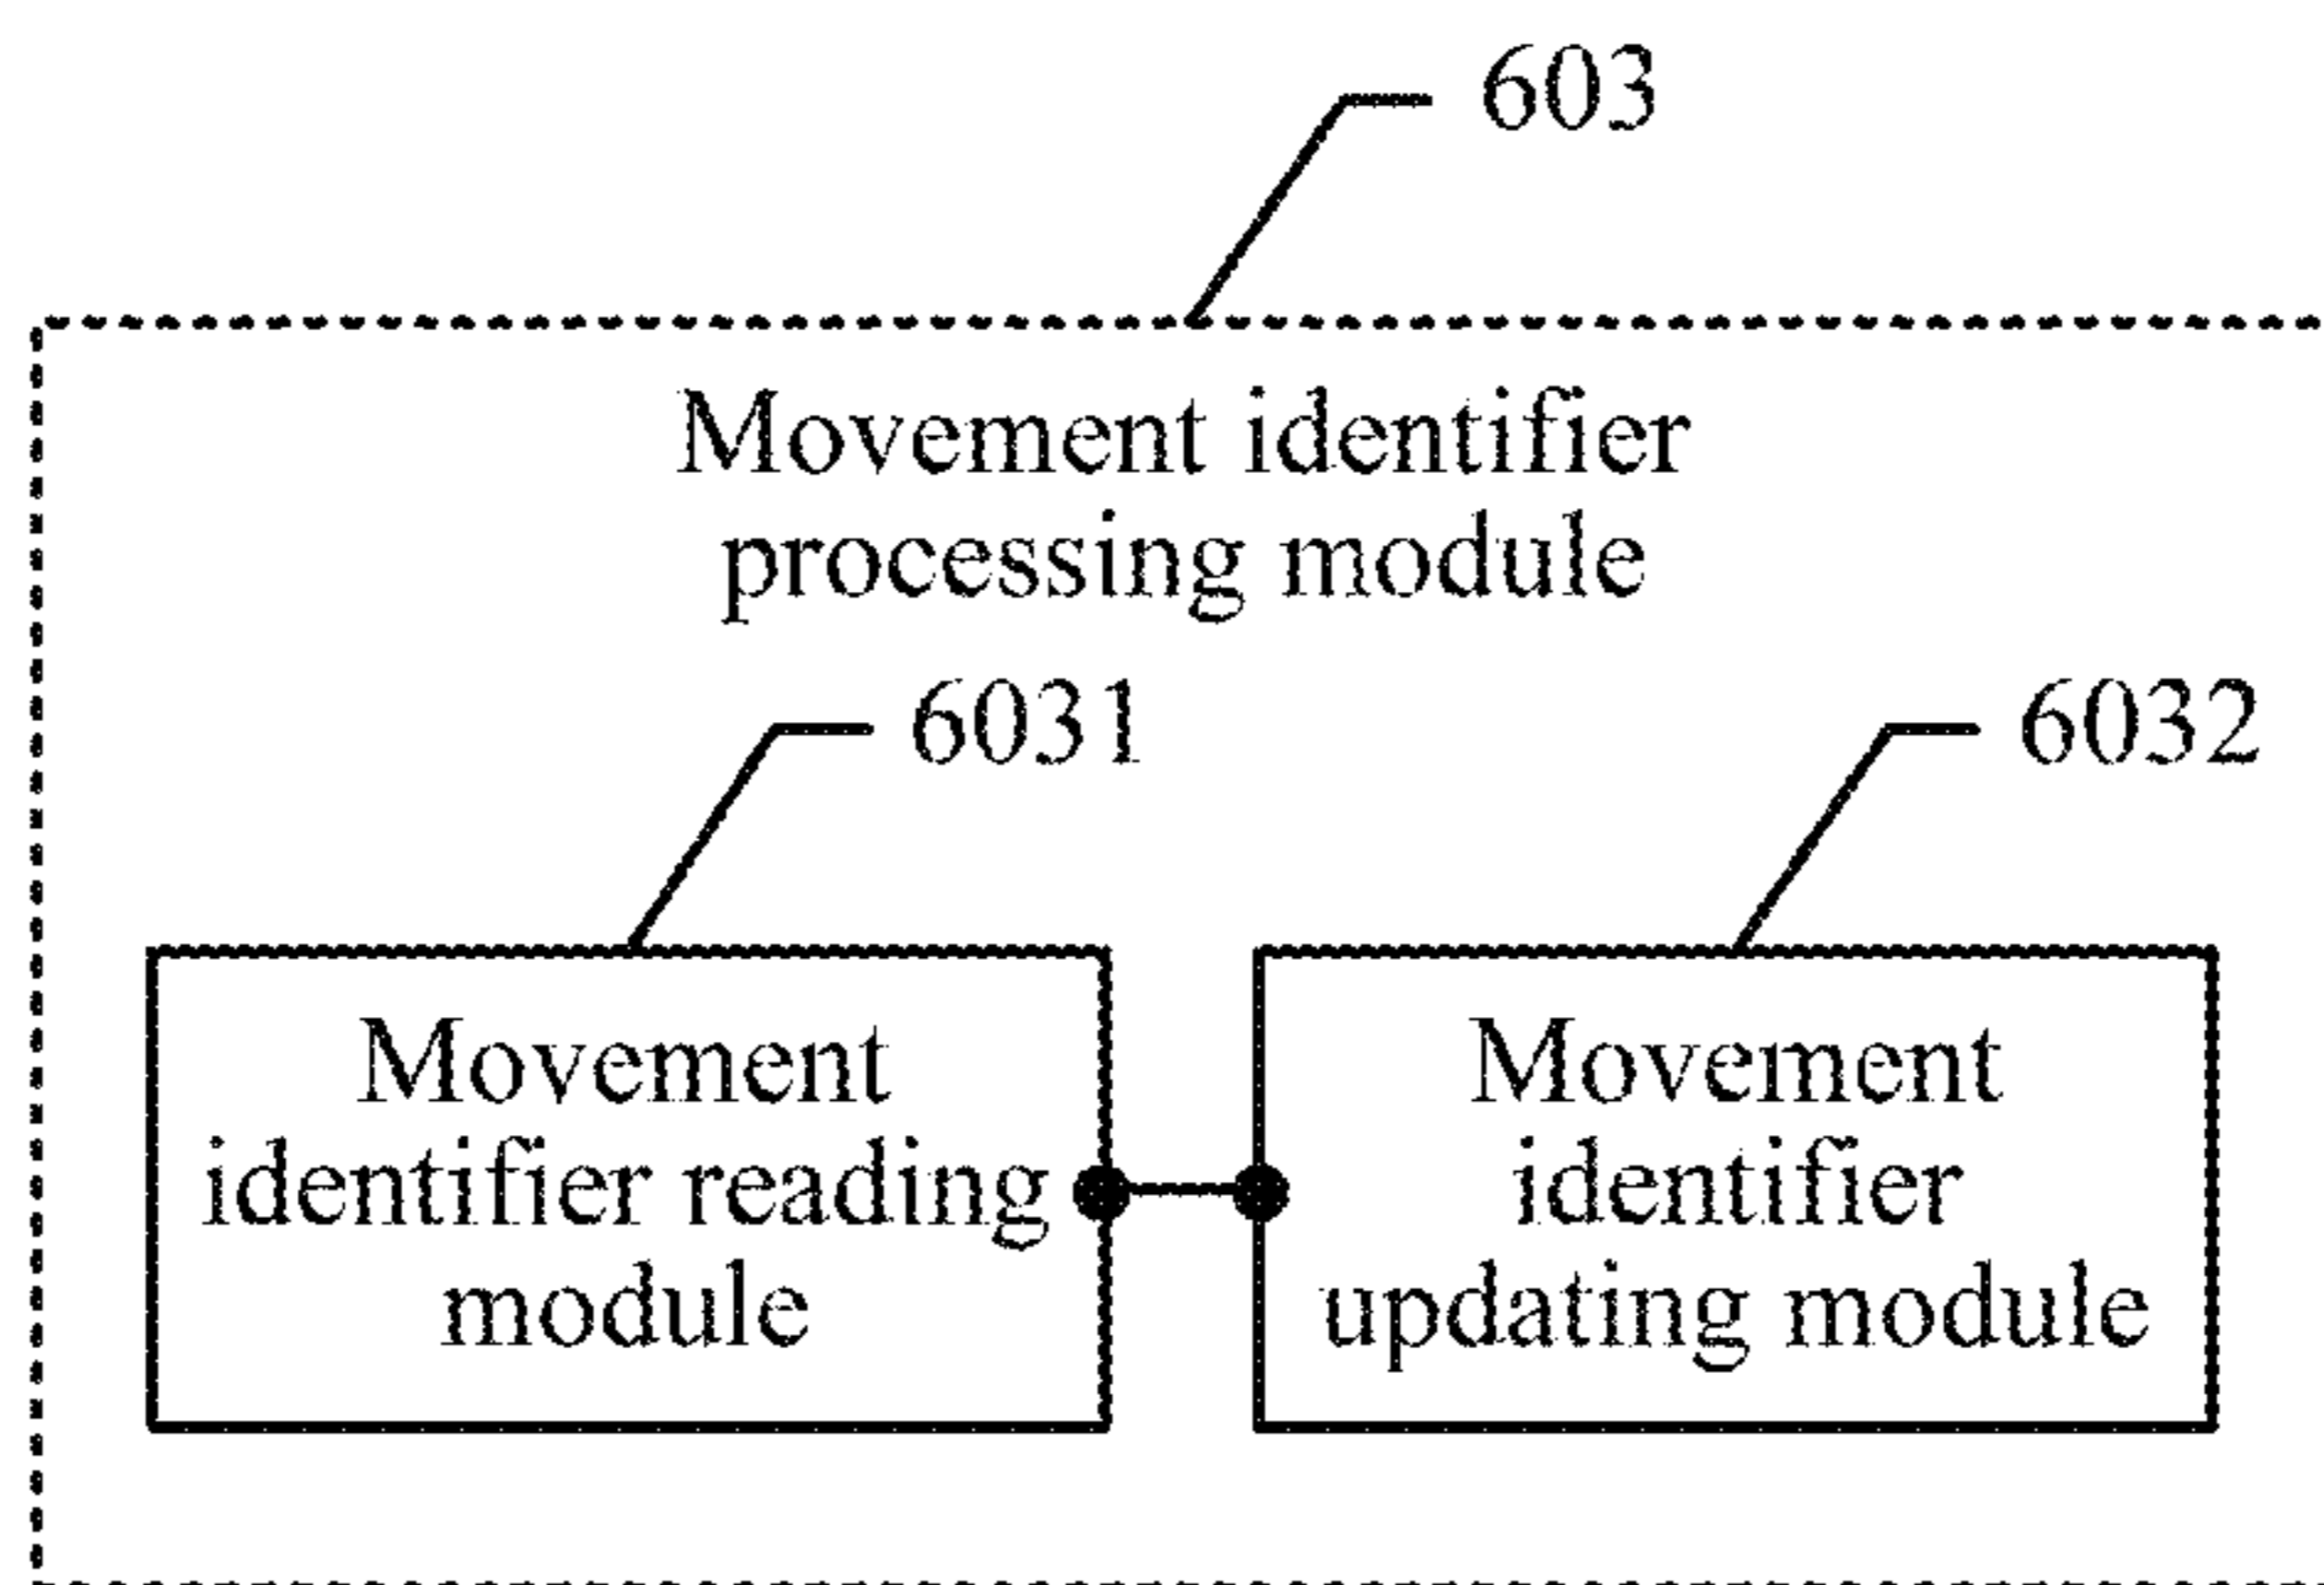 603
Movement identifier
processing module
6031
6032
Movement
identifier reading
module
Movement
identifier
updating module